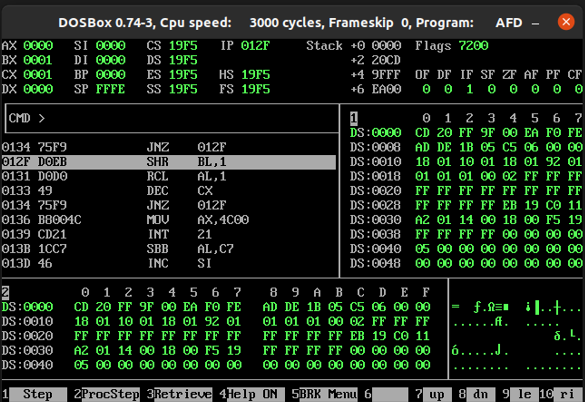 DOSBox 0.74-3, Cpu speed: 3000 cycles, Frameskip 0, Program: AFD
AX 0000 SI 0000 CS 19F5 IP 012F Stack +0 0000 Flags 7200
BX 0001 DI 0000 DS 19F5 +2 20CD
CX 0001 BP 0000 ES 19F5 HS 19F5 +4 9FFF OF DF IF SF ZF AF PF CF
DX 0000 SP FFFE SS 19F5 FS 19F5 +6 EA00 0 0 1 0 0 0 0 0
CMD >
0134 75F9 JNZ 012F
012F D0EB SHR BL,1
0131 D0D0 RCL AL,1
0133 49 DEC CX
0134 75F9 JNZ 012F
0136 B8004C MOV AX,4C00
0139 CD21 INT 21
013B 1CC7 SBB AL,C7
013D 46 INC SI
1 0 1 2 3 4 5 6 7
DS:0000 CD 20 FF 9F 00 EA F0 FE
DS:0008 AD DE 1B 05 C5 06 00 00
DS:0010 18 01 10 01 18 01 92 01
DS:0018 01 01 01 00 02 FF FF FF
DS:0020 FF FF FF FF FF FF FF FF
DS:0028 FF FF FF FF EB 19 C0 11
DS:0030 A2 01 14 00 18 00 F5 19
DS:0038 FF FF FF FF 00 00 00 00
DS:0040 05 00 00 00 00 00 00 00
DS:0048 00 00 00 00 00 00 00 00
2 0 1 2 3 4 5 6 7 8 9 A B C D E F
DS:0000 CD 20 FF 9F 00 EA F0 FE AD DE 1B 05 C5 06 00 00
DS:0010 18 01 10 01 18 01 92 01 01 01 01 00 02 FF FF FF
DS:0020 FF FF FF FF FF FF FF FF FF FF FF FF EB 19 C0 11
DS:0030 A2 01 14 00 18 00 F5 19 FF FF FF FF 00 00 00 00
DS:0040 05 00 00 00 00 00 00 00 00 00 00 00 00 00 00 00
1 Step 2 ProcStep 3 Retrieve 4 Help ON 5 BRK Menu 6 7 up 8 dn 9 le 10 ri